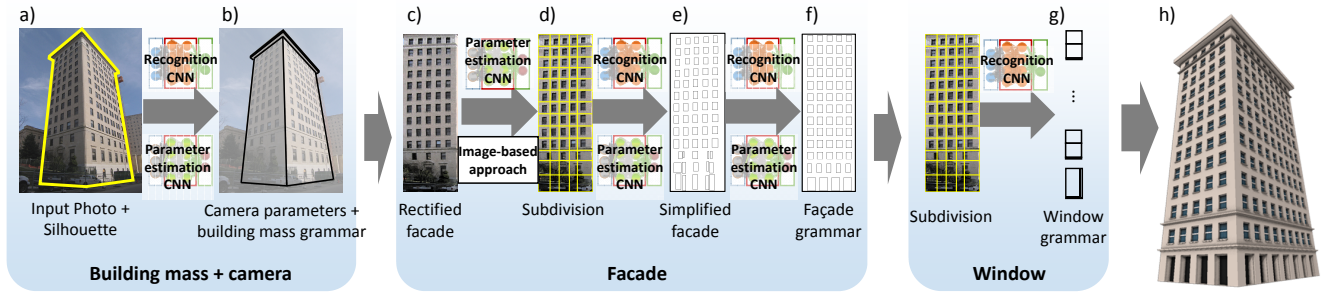 a)
b)
c)
d)
e)
f)
g)
h)
Recognition
CNN
Parameter
estimation
CNN
Parameter
estimation
CNN
Image-based
approach
Recognition
CNN
Parameter
estimation
CNN
Recognition
CNN
Parameter
estimation
CNN
Recognition
CNN
...
Input Photo +
Silhouette
Camera parameters +
building mass grammar
Rectified
facade
Subdivision
Simplified
facade
Façade
grammar
Subdivision
Window
grammar
Building mass + camera
Facade
Window